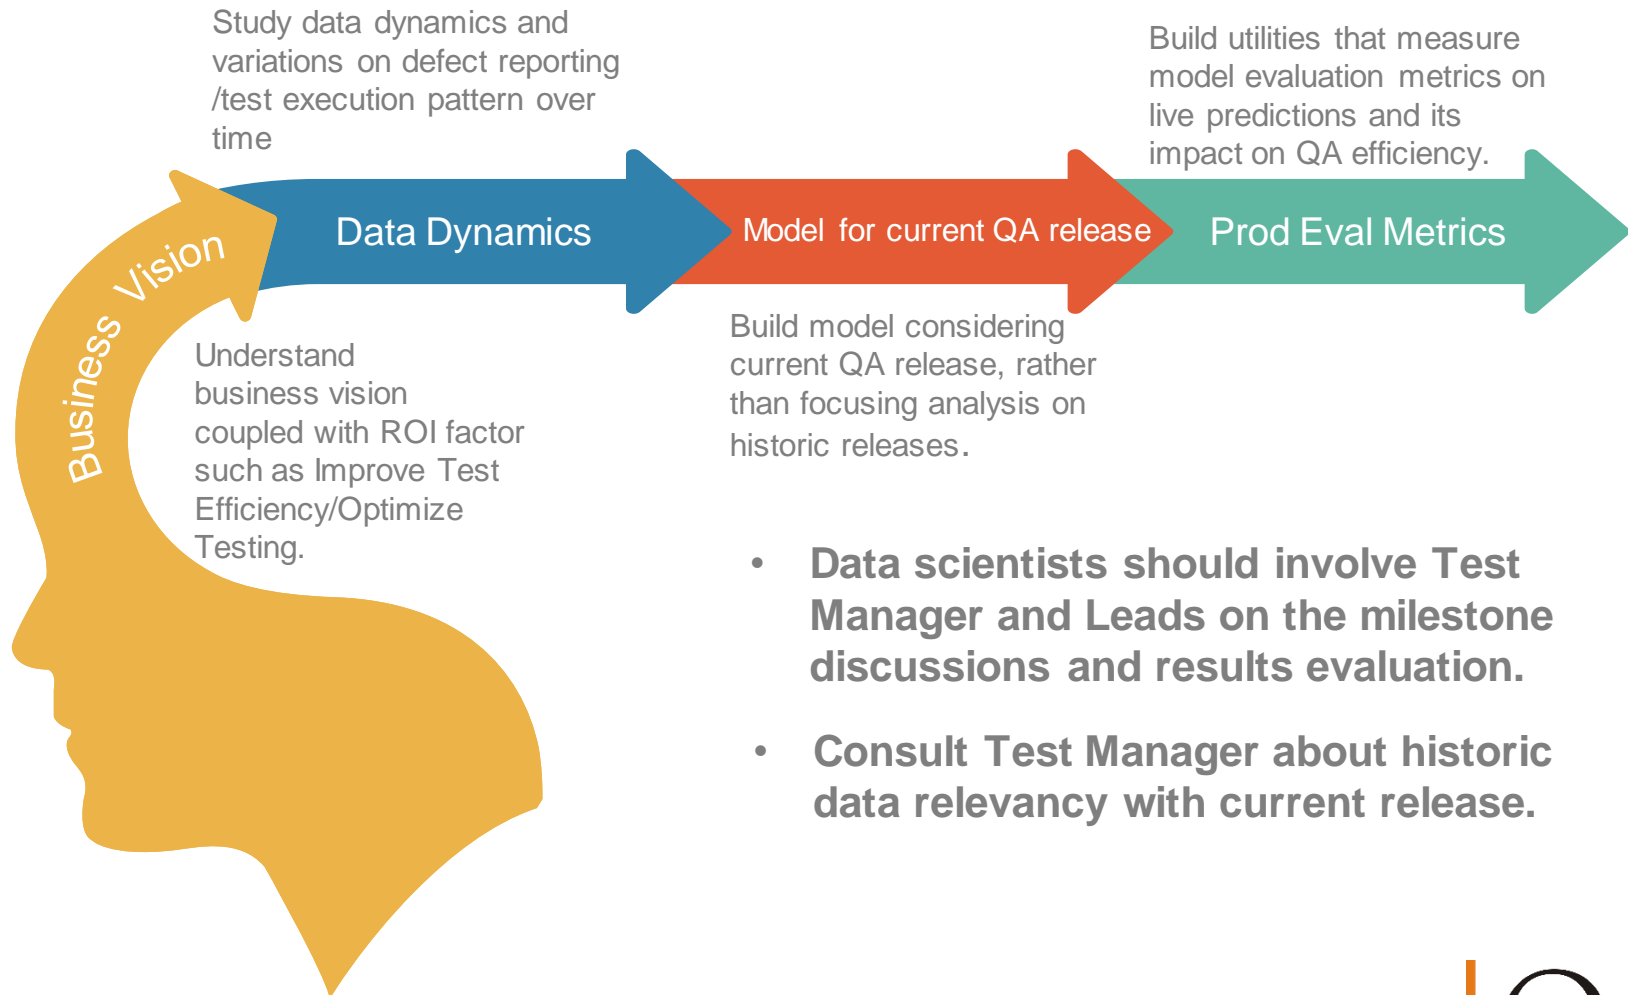 Study data dynamics and
variations on defect reporting
/test execution pattern over
time
Build utilities that measure
model evaluation metrics on
live predictions and its
impact on QA efficiency.
Business Vision
Data Dynamics
Model for current QA release
Prod Eval Metrics
Understand
business vision
coupled with ROI factor
such as Improve Test
Efficiency/Optimize
Testing.
Build model considering
current QA release, rather
than focusing analysis on
historic releases.
• Data scientists should involve Test
Manager and Leads on the milestone
discussions and results evaluation.
• Consult Test Manager about historic
data relevancy with current release.